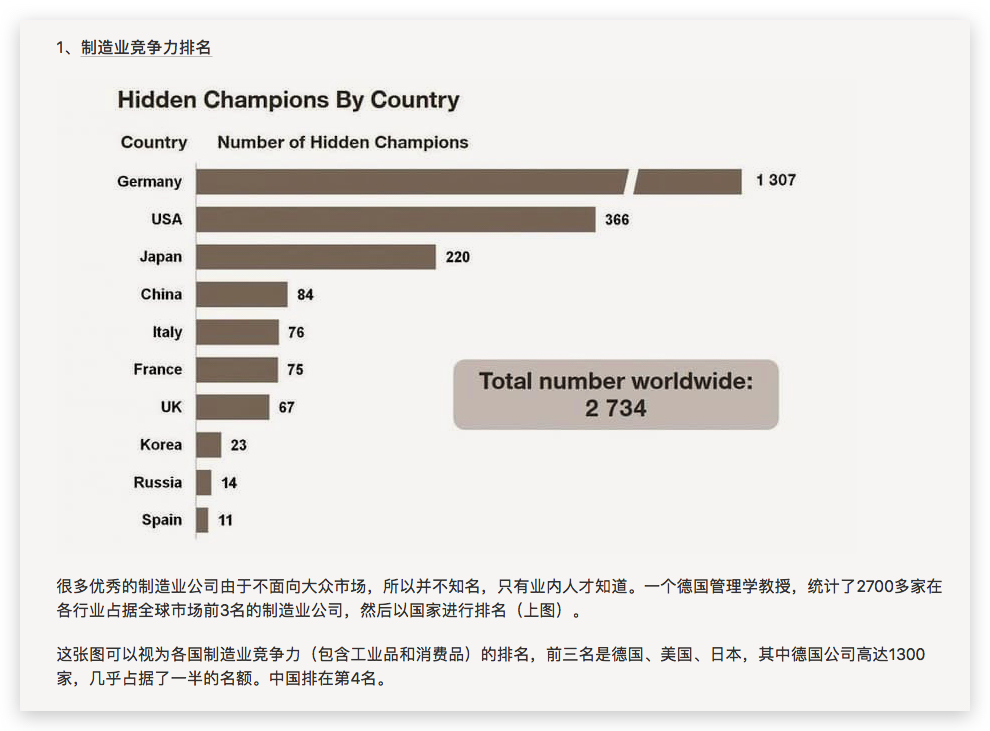 1、制造业竞争力排名
Hidden Champions By Country
Country Number of Hidden Champions
Germany 1 307
USA 366
Japan 220
China 84
Italy 76
France 75
Total number worldwide:
2 734
UK 67
Korea 23
Russia 14
Spain 11
很多优秀的制造业公司由于不面向大众市场，所以并不知名，只有业内人才知道。一个德国管理学教授，统计了2700多家在
各行业占据全球市场前3名的制造业公司，然后以国家进行排名（上图）。
这张图可以视为各国制造业竞争力（包含工业品和消费品）的排名，前三名是德国、美国、日本，其中德国公司高达1300
家，几乎占据了一半的名额。中国排在第4名。